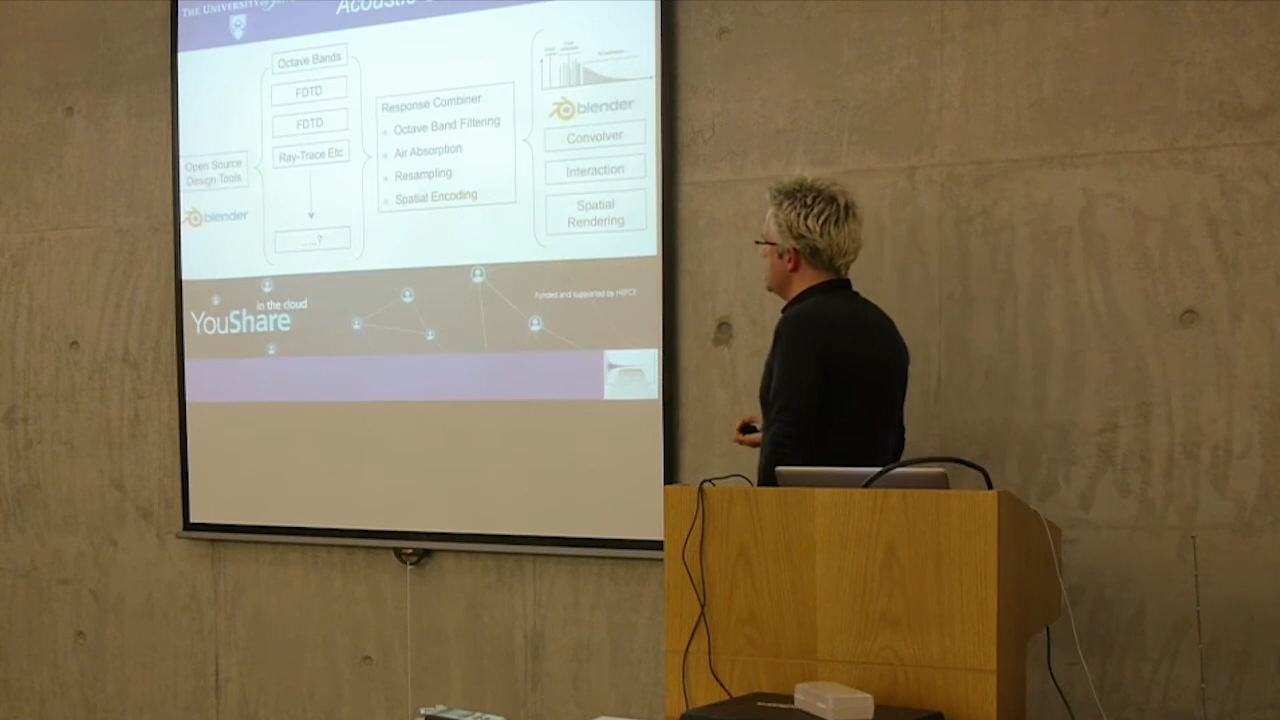 THE UNIVERSITY of
Acoustic
Octave Bands
FDTD
FDTD
Ray-Trace Etc
.....?
Open Source
Design Tools
blender
Response Combiner
Octave Band Filtering
Air Absorption
Resampling
Spatial Encoding
blender
Convolver
Interaction
Spatial
Rendering
in the cloud
YouShare
Funded and supported by HEFCE